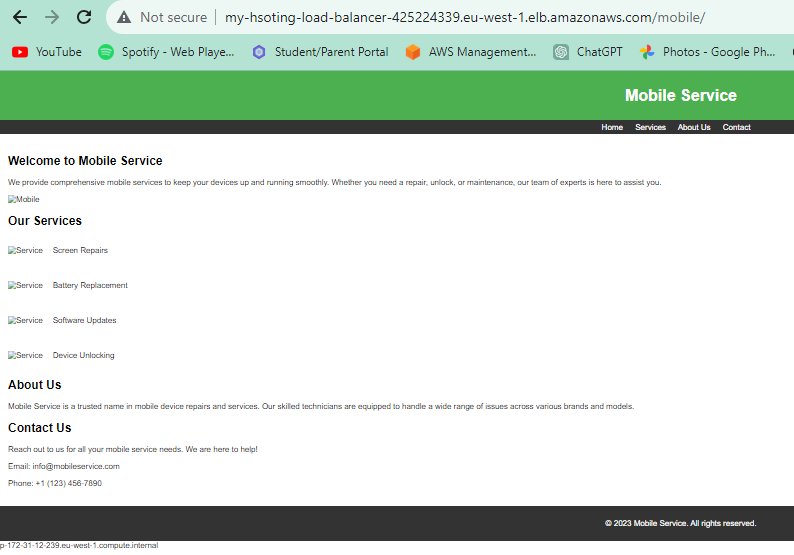 Not secure my-hsoting-load-balancer-425224339.eu-west-1.elb.amazonaws.com/mobile/
YouTube Spotify - Web Playe... Student/Parent Portal AWS Management... ChatGPT Photos - Google Ph...
Mobile Service
Home Services About Us Contact
Welcome to Mobile Service
We provide comprehensive mobile services to keep your devices up and running smoothly. Whether you need a repair, unlock, or maintenance, our team of experts is here to assist you.
Mobile
Our Services
Service Screen Repairs
Service Battery Replacement
Service Software Updates
Service Device Unlocking
About Us
Mobile Service is a trusted name in mobile device repairs and services. Our skilled technicians are equipped to handle a wide range of issues across various brands and models.
Contact Us
Reach out to us for all your mobile service needs. We are here to help!
Email: info@mobileservice.com
Phone: +1 (123) 456-7890
© 2023 Mobile Service. All rights reserved.
p-172-31-12-239.eu-west-1.compute.internal